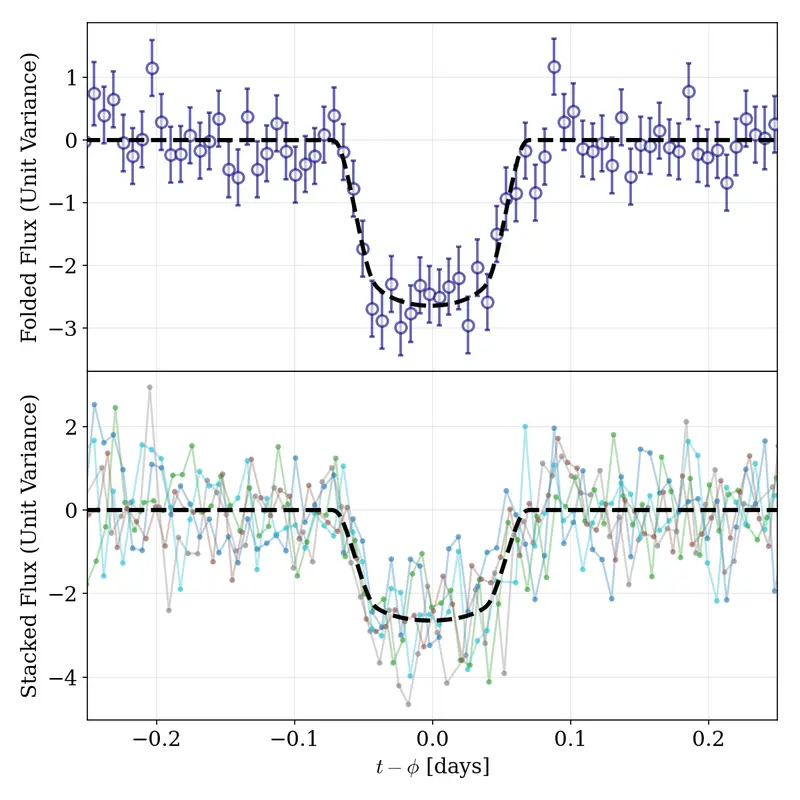 Folded Flux (Unit Variance)
1
0
−1
−2
−3
Stacked Flux (Unit Variance)
2
0
−2
−4
−0.2 −0.1 0.0 0.1 0.2
t − ϕ [days]